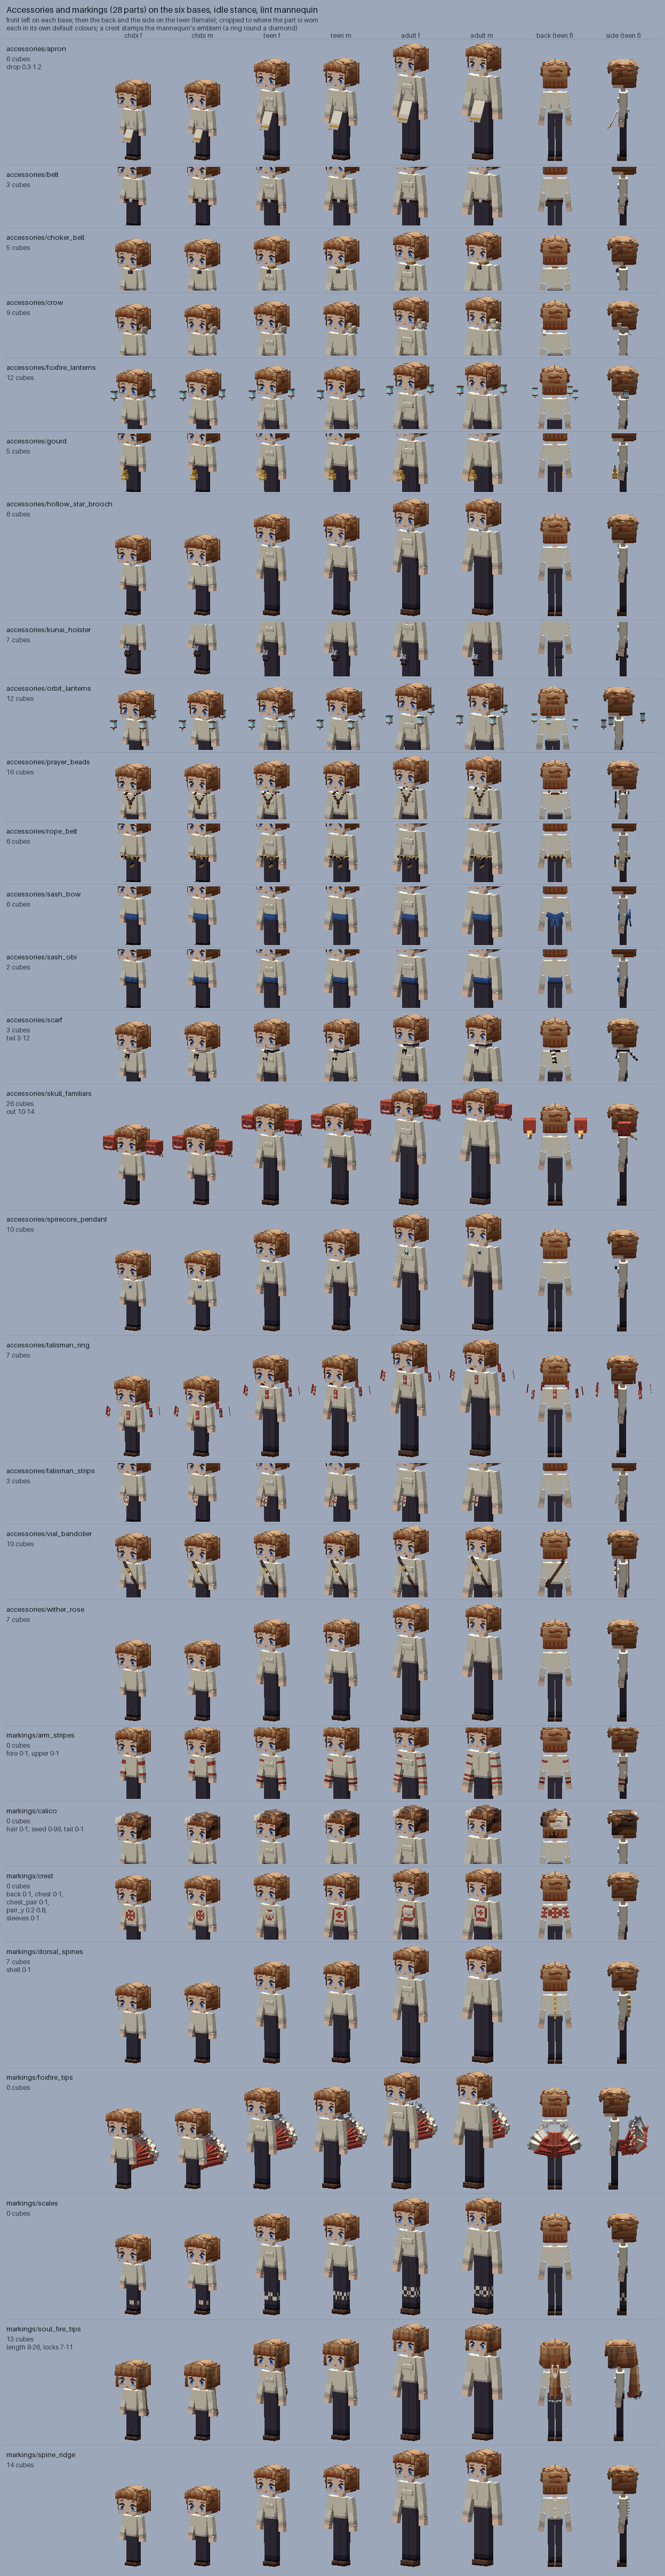 Accessories and markings (28 parts) on the six bases, idle stance, lint mannequin
front left on each base; then the back and the side on the teen (female); cropped to where the part is worn
each in its own default colours; a crest stamps the mannequin's emblem (a ring round a diamond)
chibi f chibi m teen f teen m adult f adult m back (teen f) side (teen f)
accessories/apron
6 cubes
drop 0.3-1.2
accessories/belt
3 cubes
accessories/choker_bell
5 cubes
accessories/crow
9 cubes
accessories/foxfire_lanterns
12 cubes
accessories/gourd
5 cubes
accessories/hollow_star_brooch
6 cubes
accessories/kunai_holster
7 cubes
accessories/orbit_lanterns
12 cubes
accessories/prayer_beads
16 cubes
accessories/rope_belt
6 cubes
accessories/sash_bow
6 cubes
accessories/sash_obi
2 cubes
accessories/scarf
3 cubes
tail 3-12
accessories/skull_familiars
26 cubes
out 10-14
accessories/spirecore_pendant
10 cubes
accessories/talisman_ring
7 cubes
accessories/talisman_strips
3 cubes
accessories/vial_bandolier
10 cubes
accessories/wither_rose
7 cubes
markings/arm_stripes
0 cubes
fore 0-1, upper 0-1
markings/calico
0 cubes
hair 0-1, seed 0-99, tail 0-1
markings/crest
0 cubes
back 0-1, chest 0-1,
chest_pair 0-1,
pair_y 0.2-0.8,
sleeves 0-1
markings/dorsal_spines
7 cubes
shell 0-1
markings/foxfire_tips
0 cubes
markings/scales
0 cubes
markings/soul_fire_tips
13 cubes
length 8-26, locks 7-11
markings/spine_ridge
14 cubes